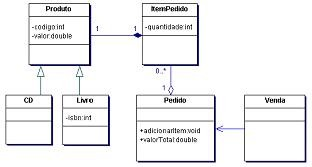 Produto
-codigo:int
-valor:double
1
1
ItemPedido
-quantidade:int
0..*
1
CD
Livro
-isbn:int
Pedido
+adicionarItem:void
+valorTotal:double
Venda